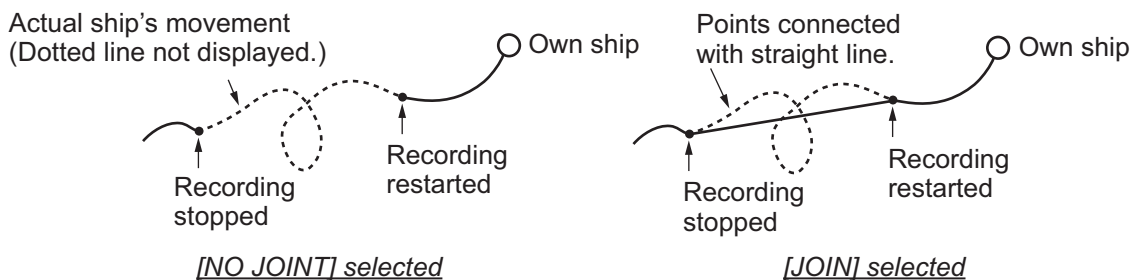 Actual ship's movement
(Dotted line not displayed.)
Own ship
Recording
stopped
Recording
restarted
[NO JOINT] selected
Points connected
with straight line.
Own ship
Recording
stopped
Recording
restarted
[JOIN] selected